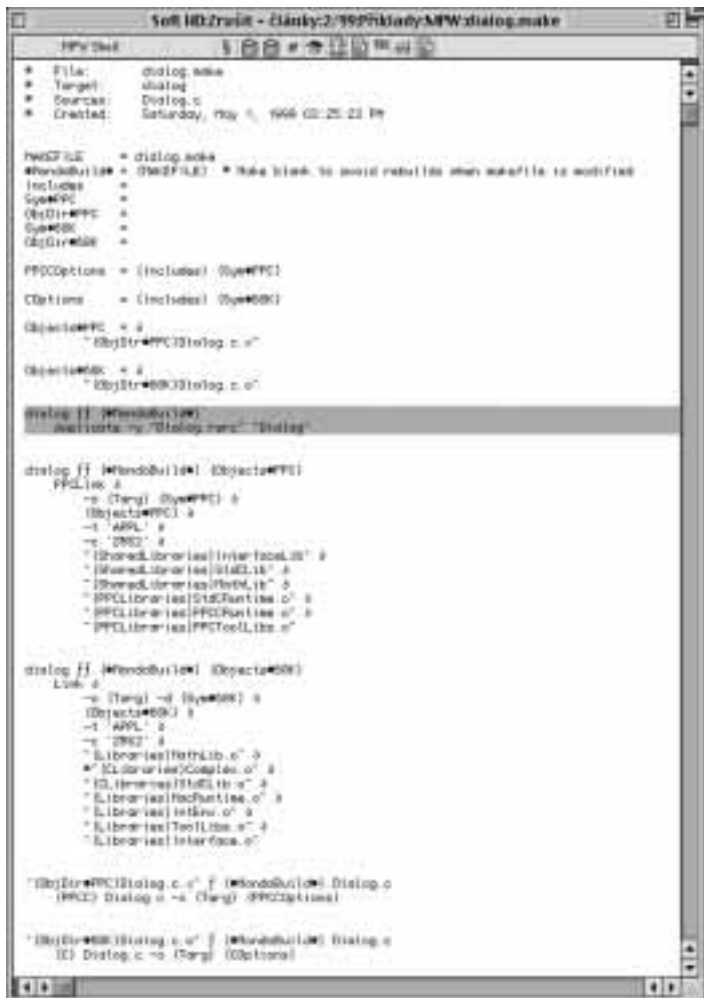 Soft HD:Zrušit - články:2/99:Příklady:MPW:dialog.make
MPW Shell
#   File:       dialog.make
#   Target:     dialog
#   Sources:    Dialog.c
#   Created:    Saturday, May 1, 1999 03:25:23 PM
MAKEFILE     = dialog.make
•MondoBuild• = {MAKEFILE}  # Make blank to avoid rebuilds when makefile is modified
Includes     =
Sym•PPC      =
ObjDir•PPC   =
Sym•68K      =
ObjDir•68K   =
PPCCOptions  = {Includes} {Sym•PPC}
COptions     = {Includes} {Sym•68K}
Objects•PPC  = ∂
"{ObjDir•PPC}Dialog.c.x"
Objects•68K  = ∂
"{ObjDir•68K}Dialog.c.o"
dialog ƒƒ {•MondoBuild•}
duplicate -y "Dialog.rsrc" "Dialog"
dialog ƒƒ {•MondoBuild•} {Objects•PPC}
PPCLink ∂
-o {Targ} {Sym•PPC} ∂
{Objects•PPC} ∂
-t 'APPL' ∂
-c ∂
"{SharedLibraries}InterfaceLib" ∂
"{SharedLibraries}StdCLib" ∂
"{SharedLibraries}MathLib" ∂
"{PPCLibraries}StdCRuntime.o" ∂
"{PPCLibraries}PPCCRuntime.o" ∂
"{PPCLibraries}PPCToolLibs.o"
dialog ƒƒ {•MondoBuild•} {Objects•68K}
Link ∂
-o {Targ} -d {Sym•68K} ∂
{Objects•68K} ∂
-t 'APPL' ∂
-c ∂
"{Libraries}MathLib.o" ∂
#"{CLibraries}Complex.o" ∂
"{CLibraries}StdCLib.o" ∂
"{Libraries}MacRuntime.o" ∂
"{Libraries}IntEnv.o" ∂
"{Libraries}ToolLibs.o" ∂
"{Libraries}Interface.o"
"{ObjDir•PPC}Dialog.c.x" ƒ {•MondoBuild•} Dialog.c
{PPCC} Dialog.c -o {Targ} {PPCCOptions}
"{ObjDir•68K}Dialog.c.o" ƒ {•MondoBuild•} Dialog.c
{C} Dialog.c -o {Targ} {COptions}